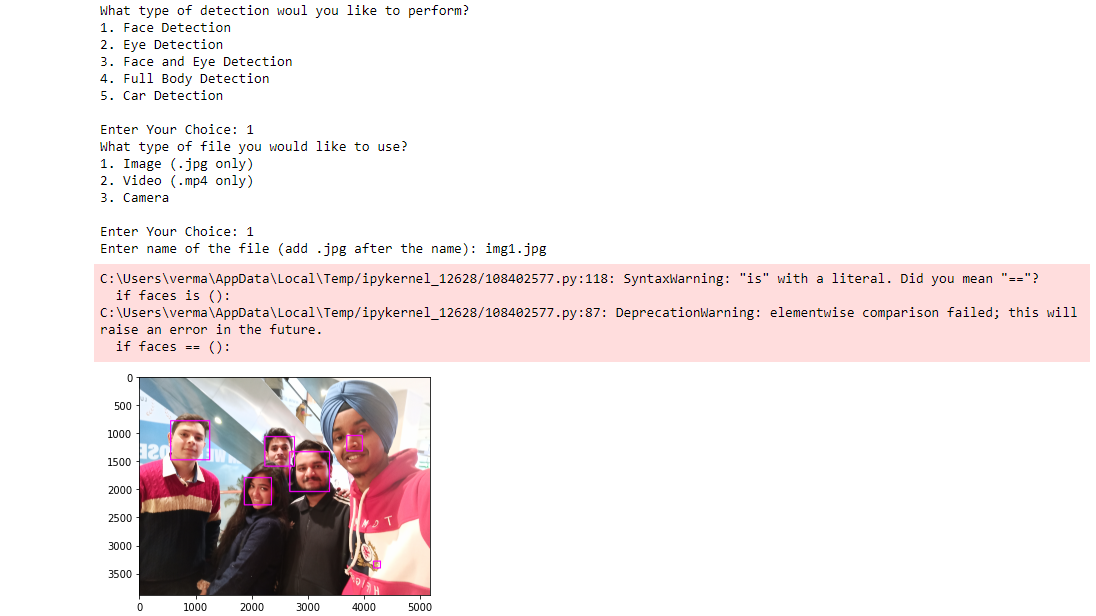 What type of detection woul you like to perform?
1. Face Detection
2. Eye Detection
3. Face and Eye Detection
4. Full Body Detection
5. Car Detection
Enter Your Choice: 1
What type of file you would like to use?
1. Image (.jpg only)
2. Video (.mp4 only)
3. Camera
Enter Your Choice: 1
Enter name of the file (add .jpg after the name): img1.jpg
C:\Users\verma\AppData\Local\Temp/ipykernel_12628/108402577.py:118: SyntaxWarning: "is" with a literal. Did you mean "=="?
if faces is ():
C:\Users\verma\AppData\Local\Temp/ipykernel_12628/108402577.py:87: DeprecationWarning: elementwise comparison failed; this will
raise an error in the future.
if faces == ():
0
500
1000
1500
2000
2500
3000
3500
0 1000 2000 3000 4000 5000